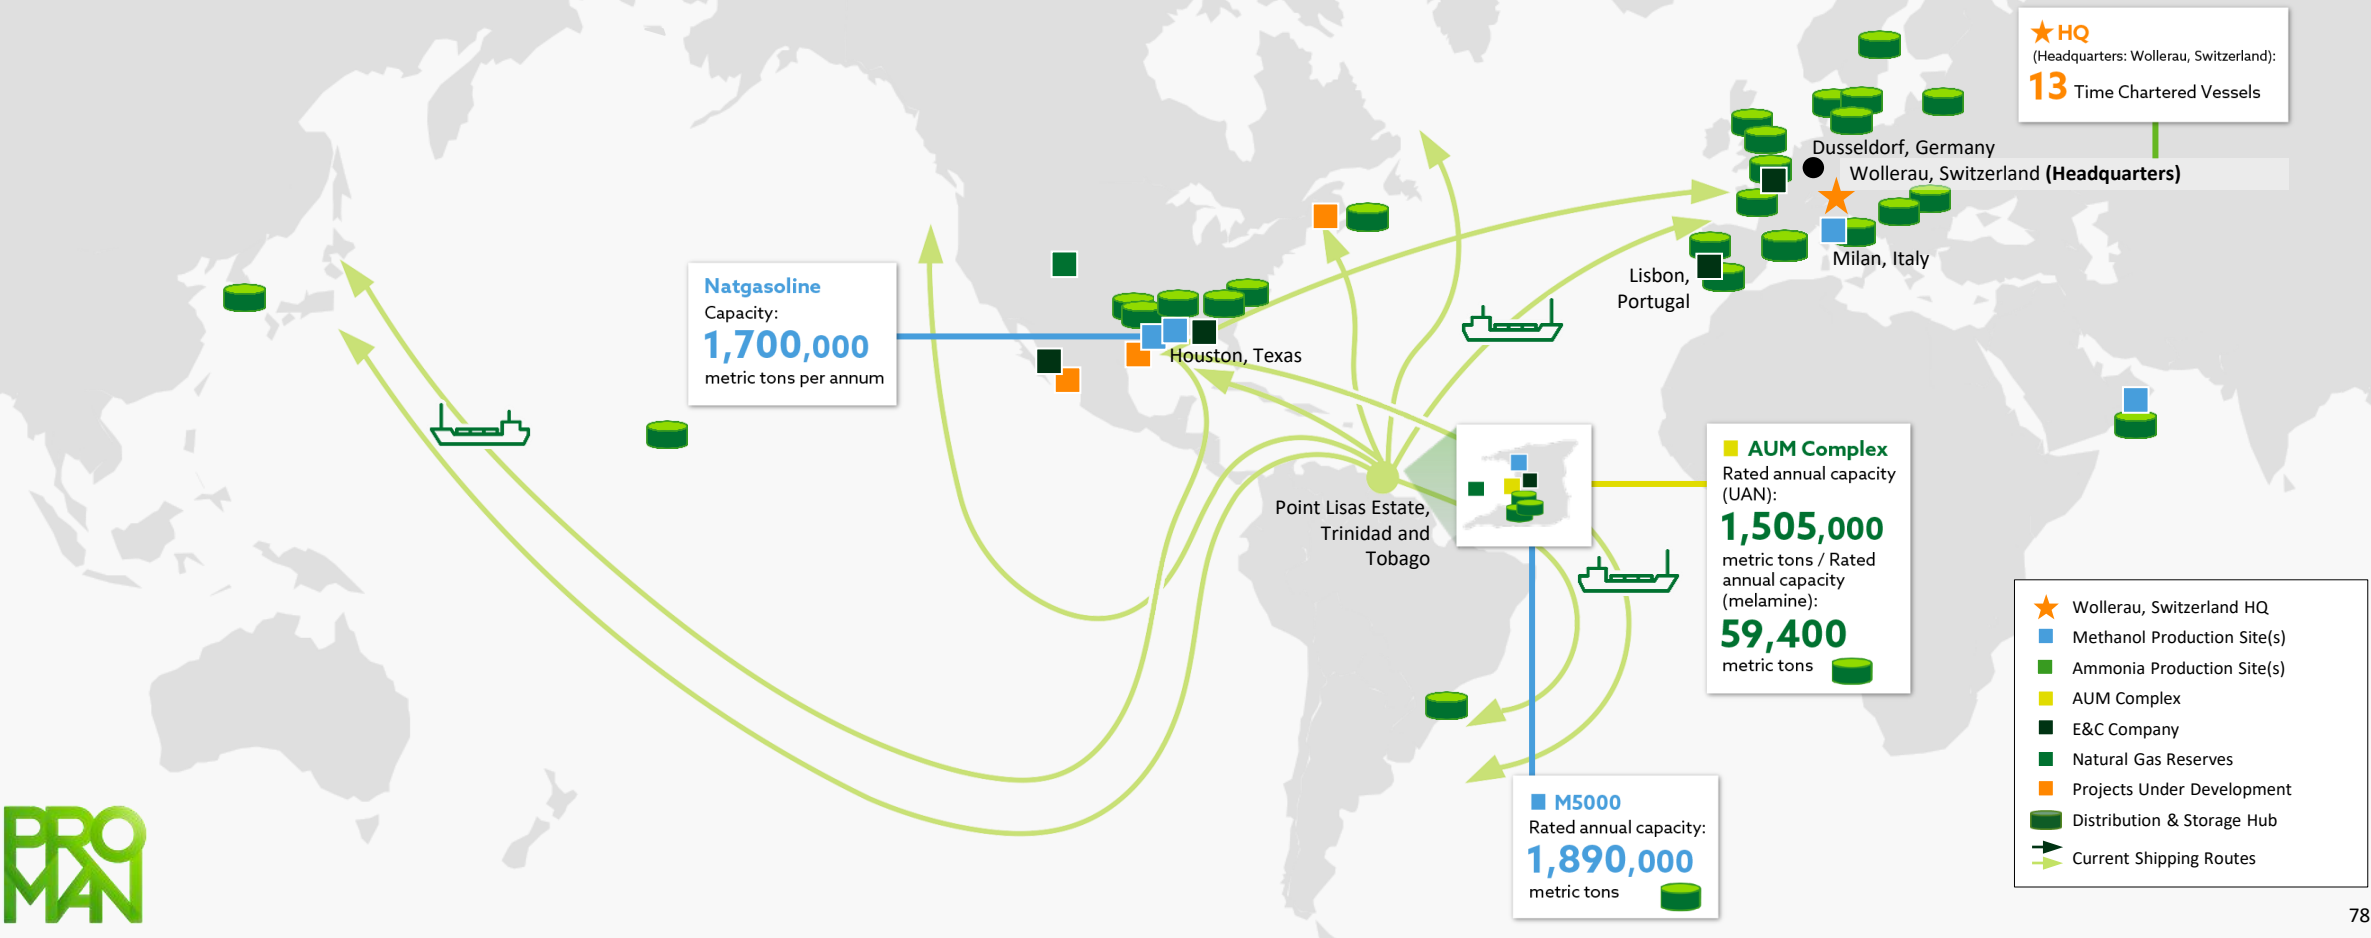 ★ HQ
(Headquarters: Wollerau, Switzerland):
13 Time Chartered Vessels
Dusseldorf, Germany
Wollerau, Switzerland (Headquarters)
Milan, Italy
Lisbon,
Portugal
Natgasoline
Capacity:
1,700,000
metric tons per annum
Houston, Texas
Point Lisas Estate,
Trinidad and
Tobago
AUM Complex
Rated annual capacity
(UAN):
1,505,000
metric tons / Rated
annual capacity
(melamine):
59,400
metric tons
M5000
Rated annual capacity:
1,890,000
metric tons
Wollerau, Switzerland HQ
Methanol Production Site(s)
Ammonia Production Site(s)
AUM Complex
E&C Company
Natural Gas Reserves
Projects Under Development
Distribution & Storage Hub
Current Shipping Routes
PRO
MAN
78